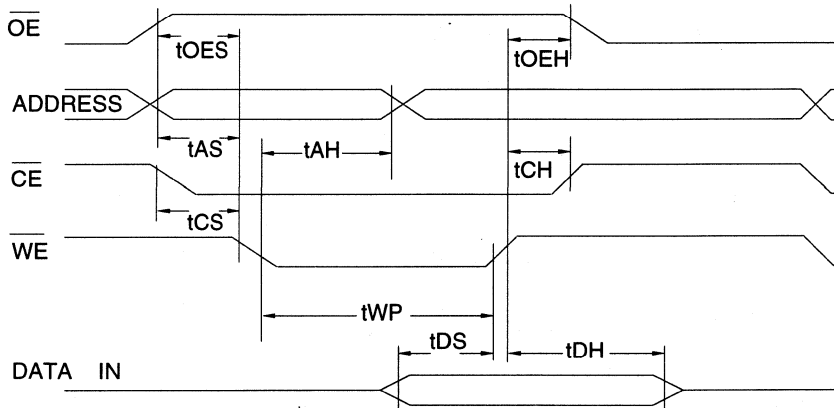 OE
tOES
tOEH
ADDRESS
tAS
tAH
tCH
CE
tCS
WE
tWP
tDS
tDH
DATA IN